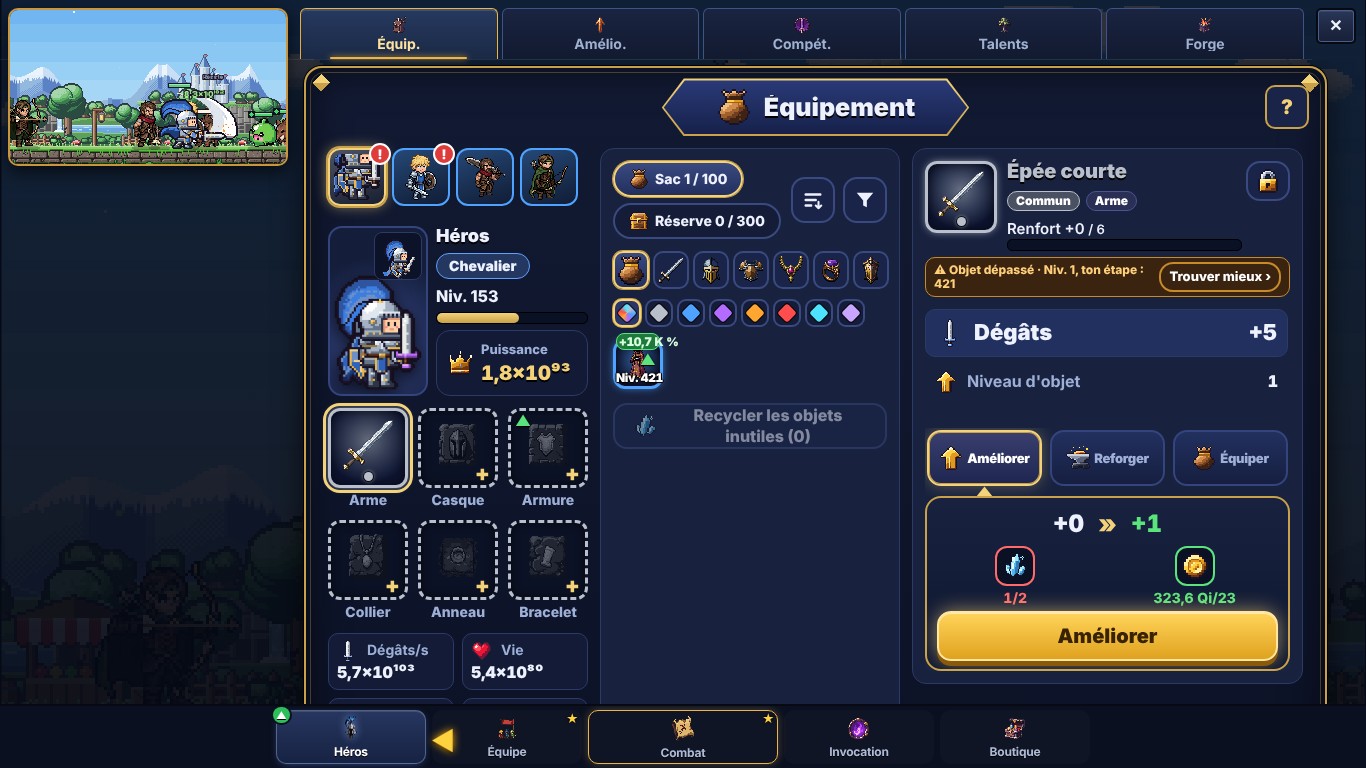 Équip.
Amélio.
Compét.
Talents
Forge
×
Équipement
?
!
!
Héros
Chevalier
Niv. 153
Puissance
1,8×10⁹³
Arme
Casque
Armure
Collier
Anneau
Bracelet
Dégâts/s
5,7×10¹⁰³
Vie
5,4×10⁸⁰
Sac 1 / 100
Réserve 0 / 300
+10,7 K %
Niv. 421
Recycler les objets
inutiles (0)
Épée courte
Commun
Arme
Renfort +0 / 6
Objet dépassé · Niv. 1, ton étape :
421
Trouver mieux ›
Dégâts
+5
Niveau d'objet
1
Améliorer
Reforger
Équiper
+0 » +1
1/2
323,6 Qi/23
Améliorer
Héros
Équipe
Combat
Invocation
Boutique